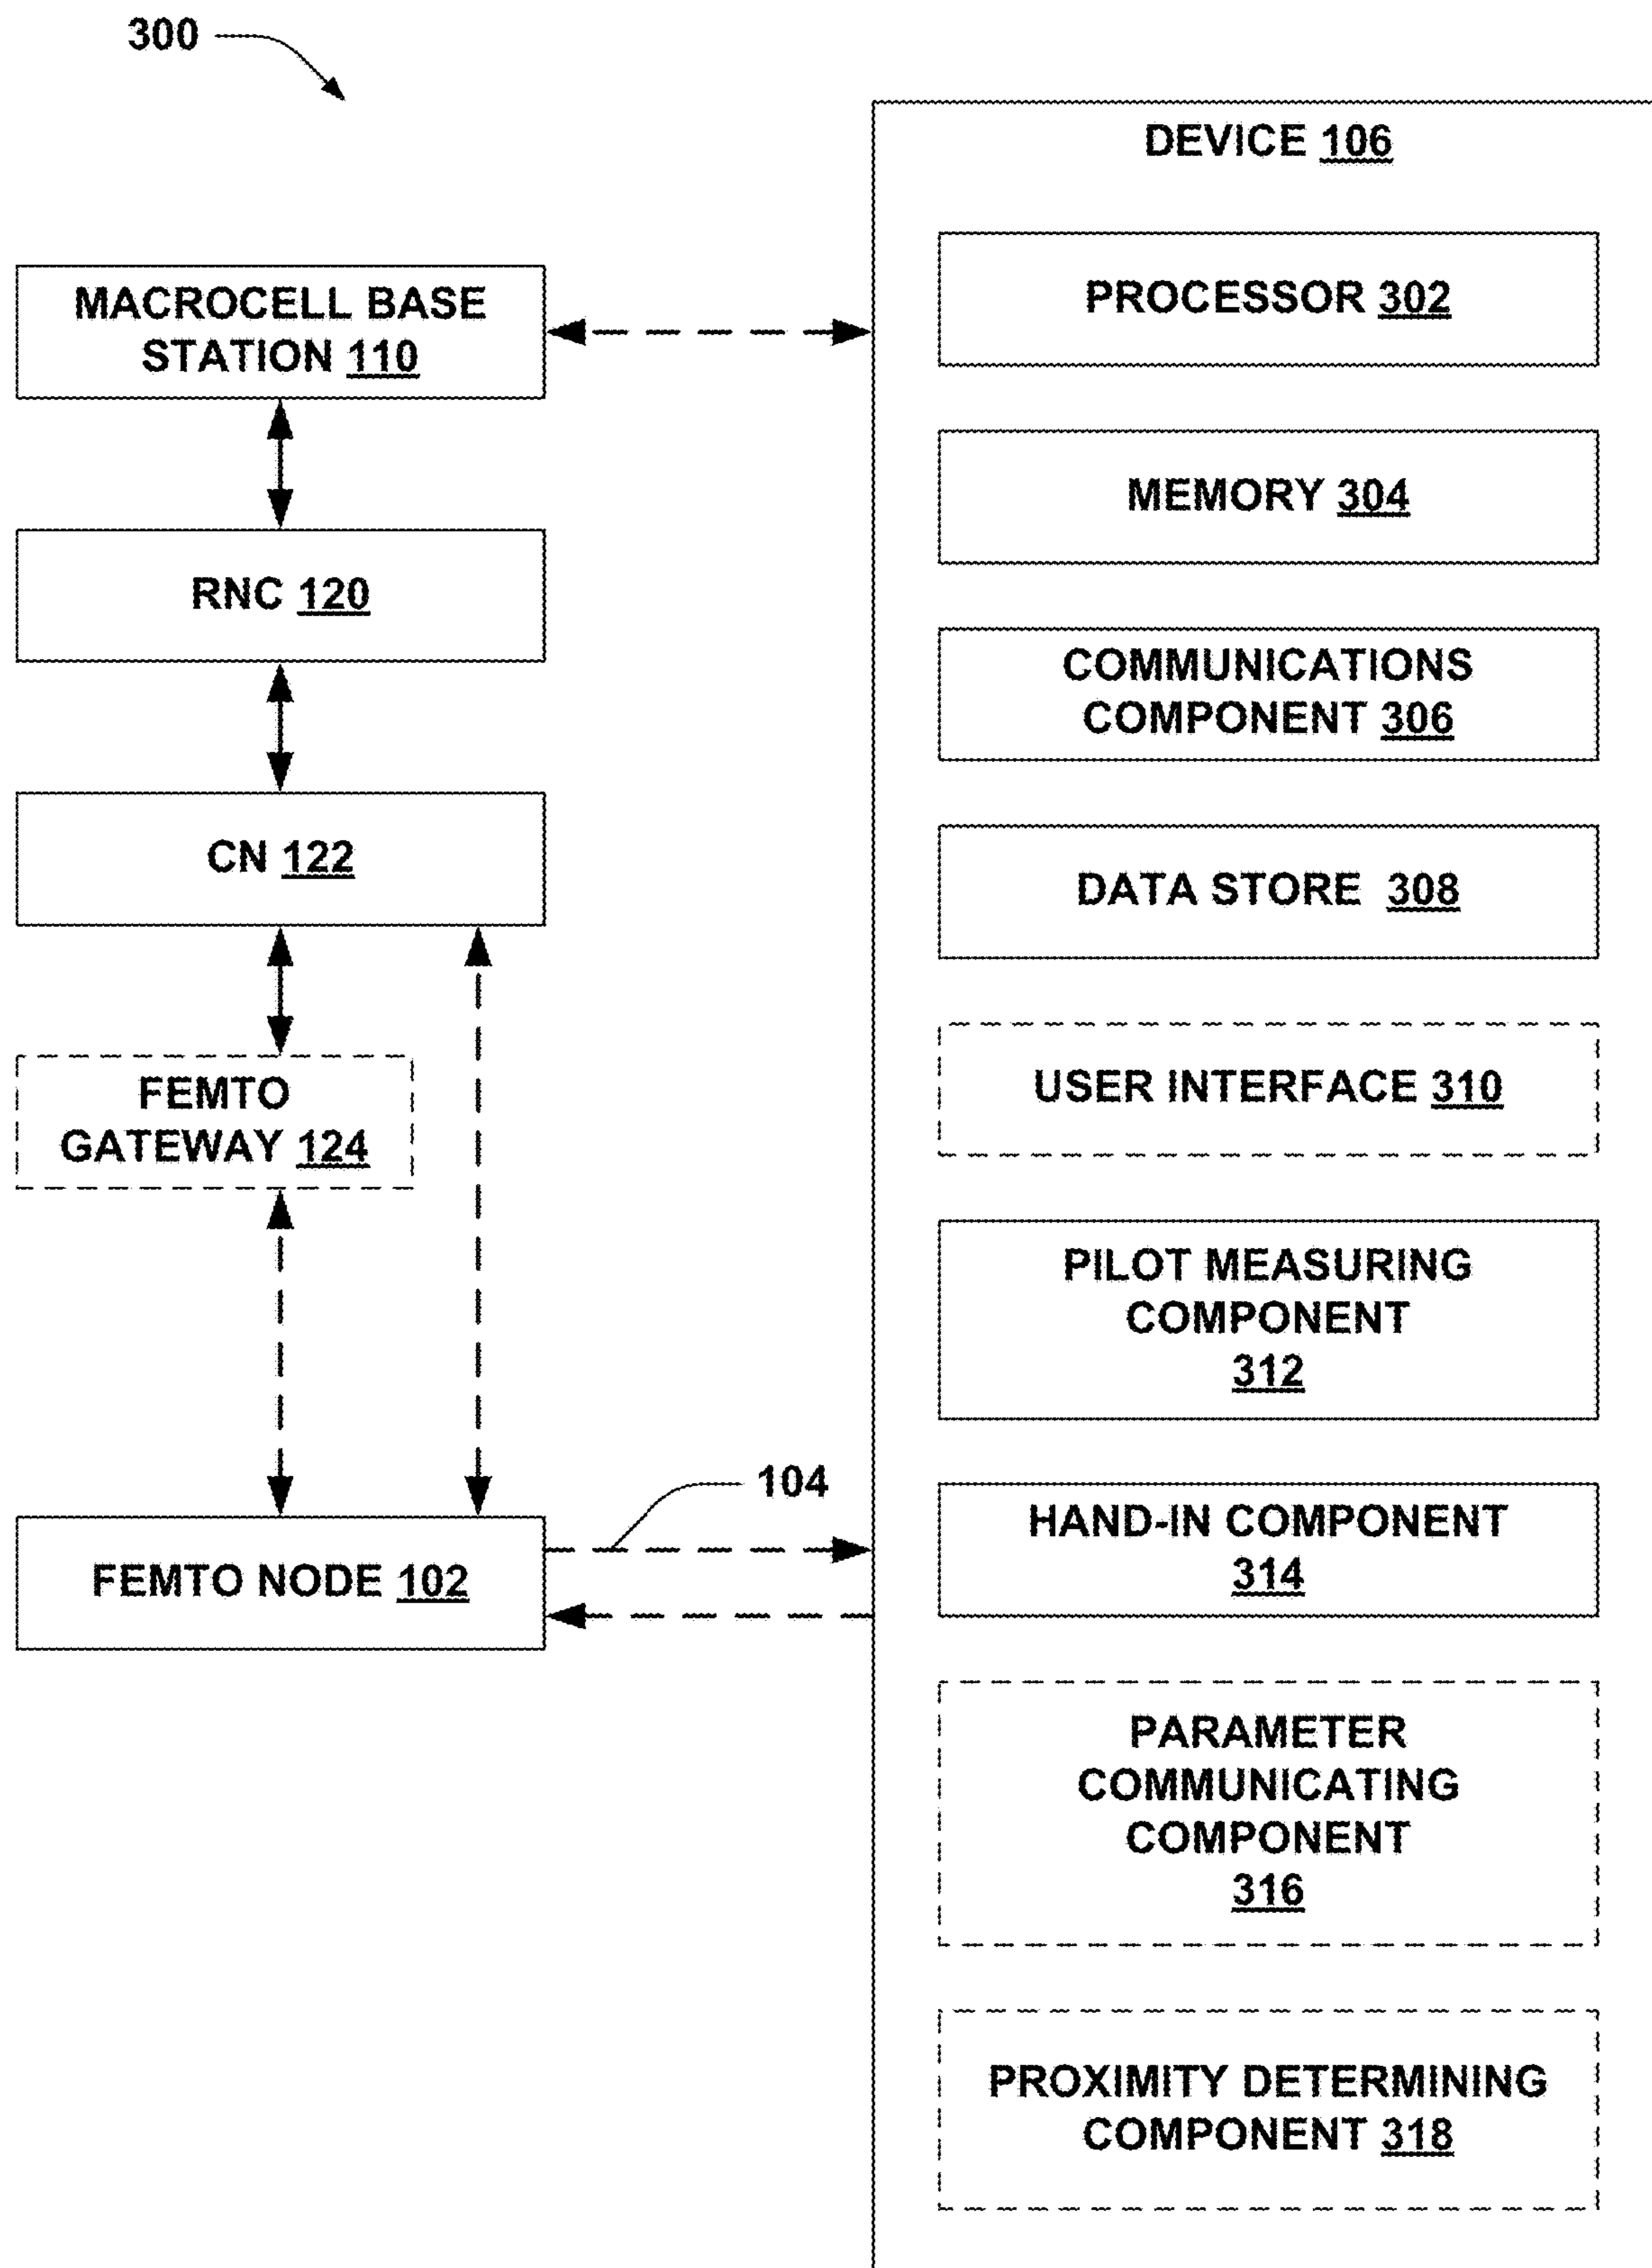 300
DEVICE 106
MACROCELL BASE
STATION 110
RNC 120
CN 122
FEMTO
GATEWAY 124
FEMTO NODE 102
104
PROCESSOR 302
MEMORY 304
COMMUNICATIONS
COMPONENT 306
DATA STORE 308
USER INTERFACE 310
PILOT MEASURING
COMPONENT
312
HAND-IN COMPONENT
314
PARAMETER
COMMUNICATING
COMPONENT
316
PROXIMITY DETERMINING
COMPONENT 318